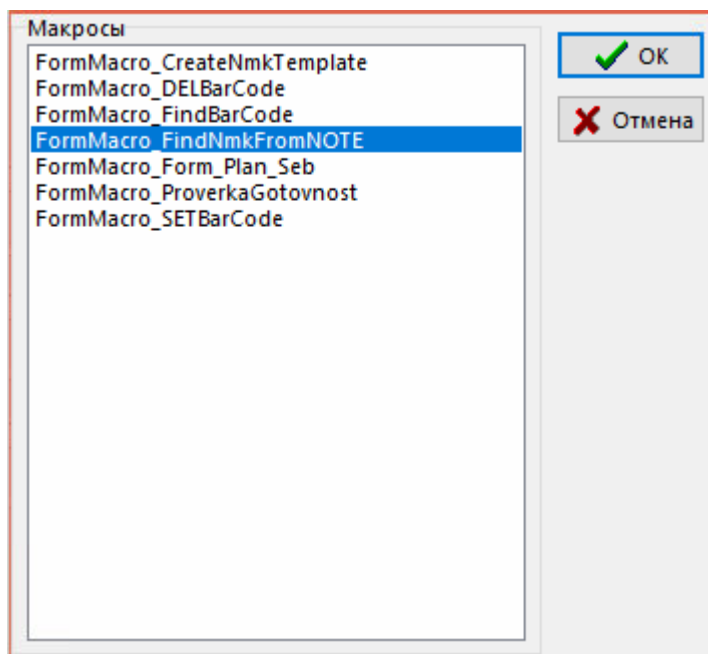 Макросы
FormMacro_CreateNmkTemplate
FormMacro_DELBarCode
FormMacro_FindBarCode
FormMacro_FindNmkFromNOTE
FormMacro_Form_Plan_Seb
FormMacro_ProverkaGotovnost
FormMacro_SETBarCode
OK
Отмена